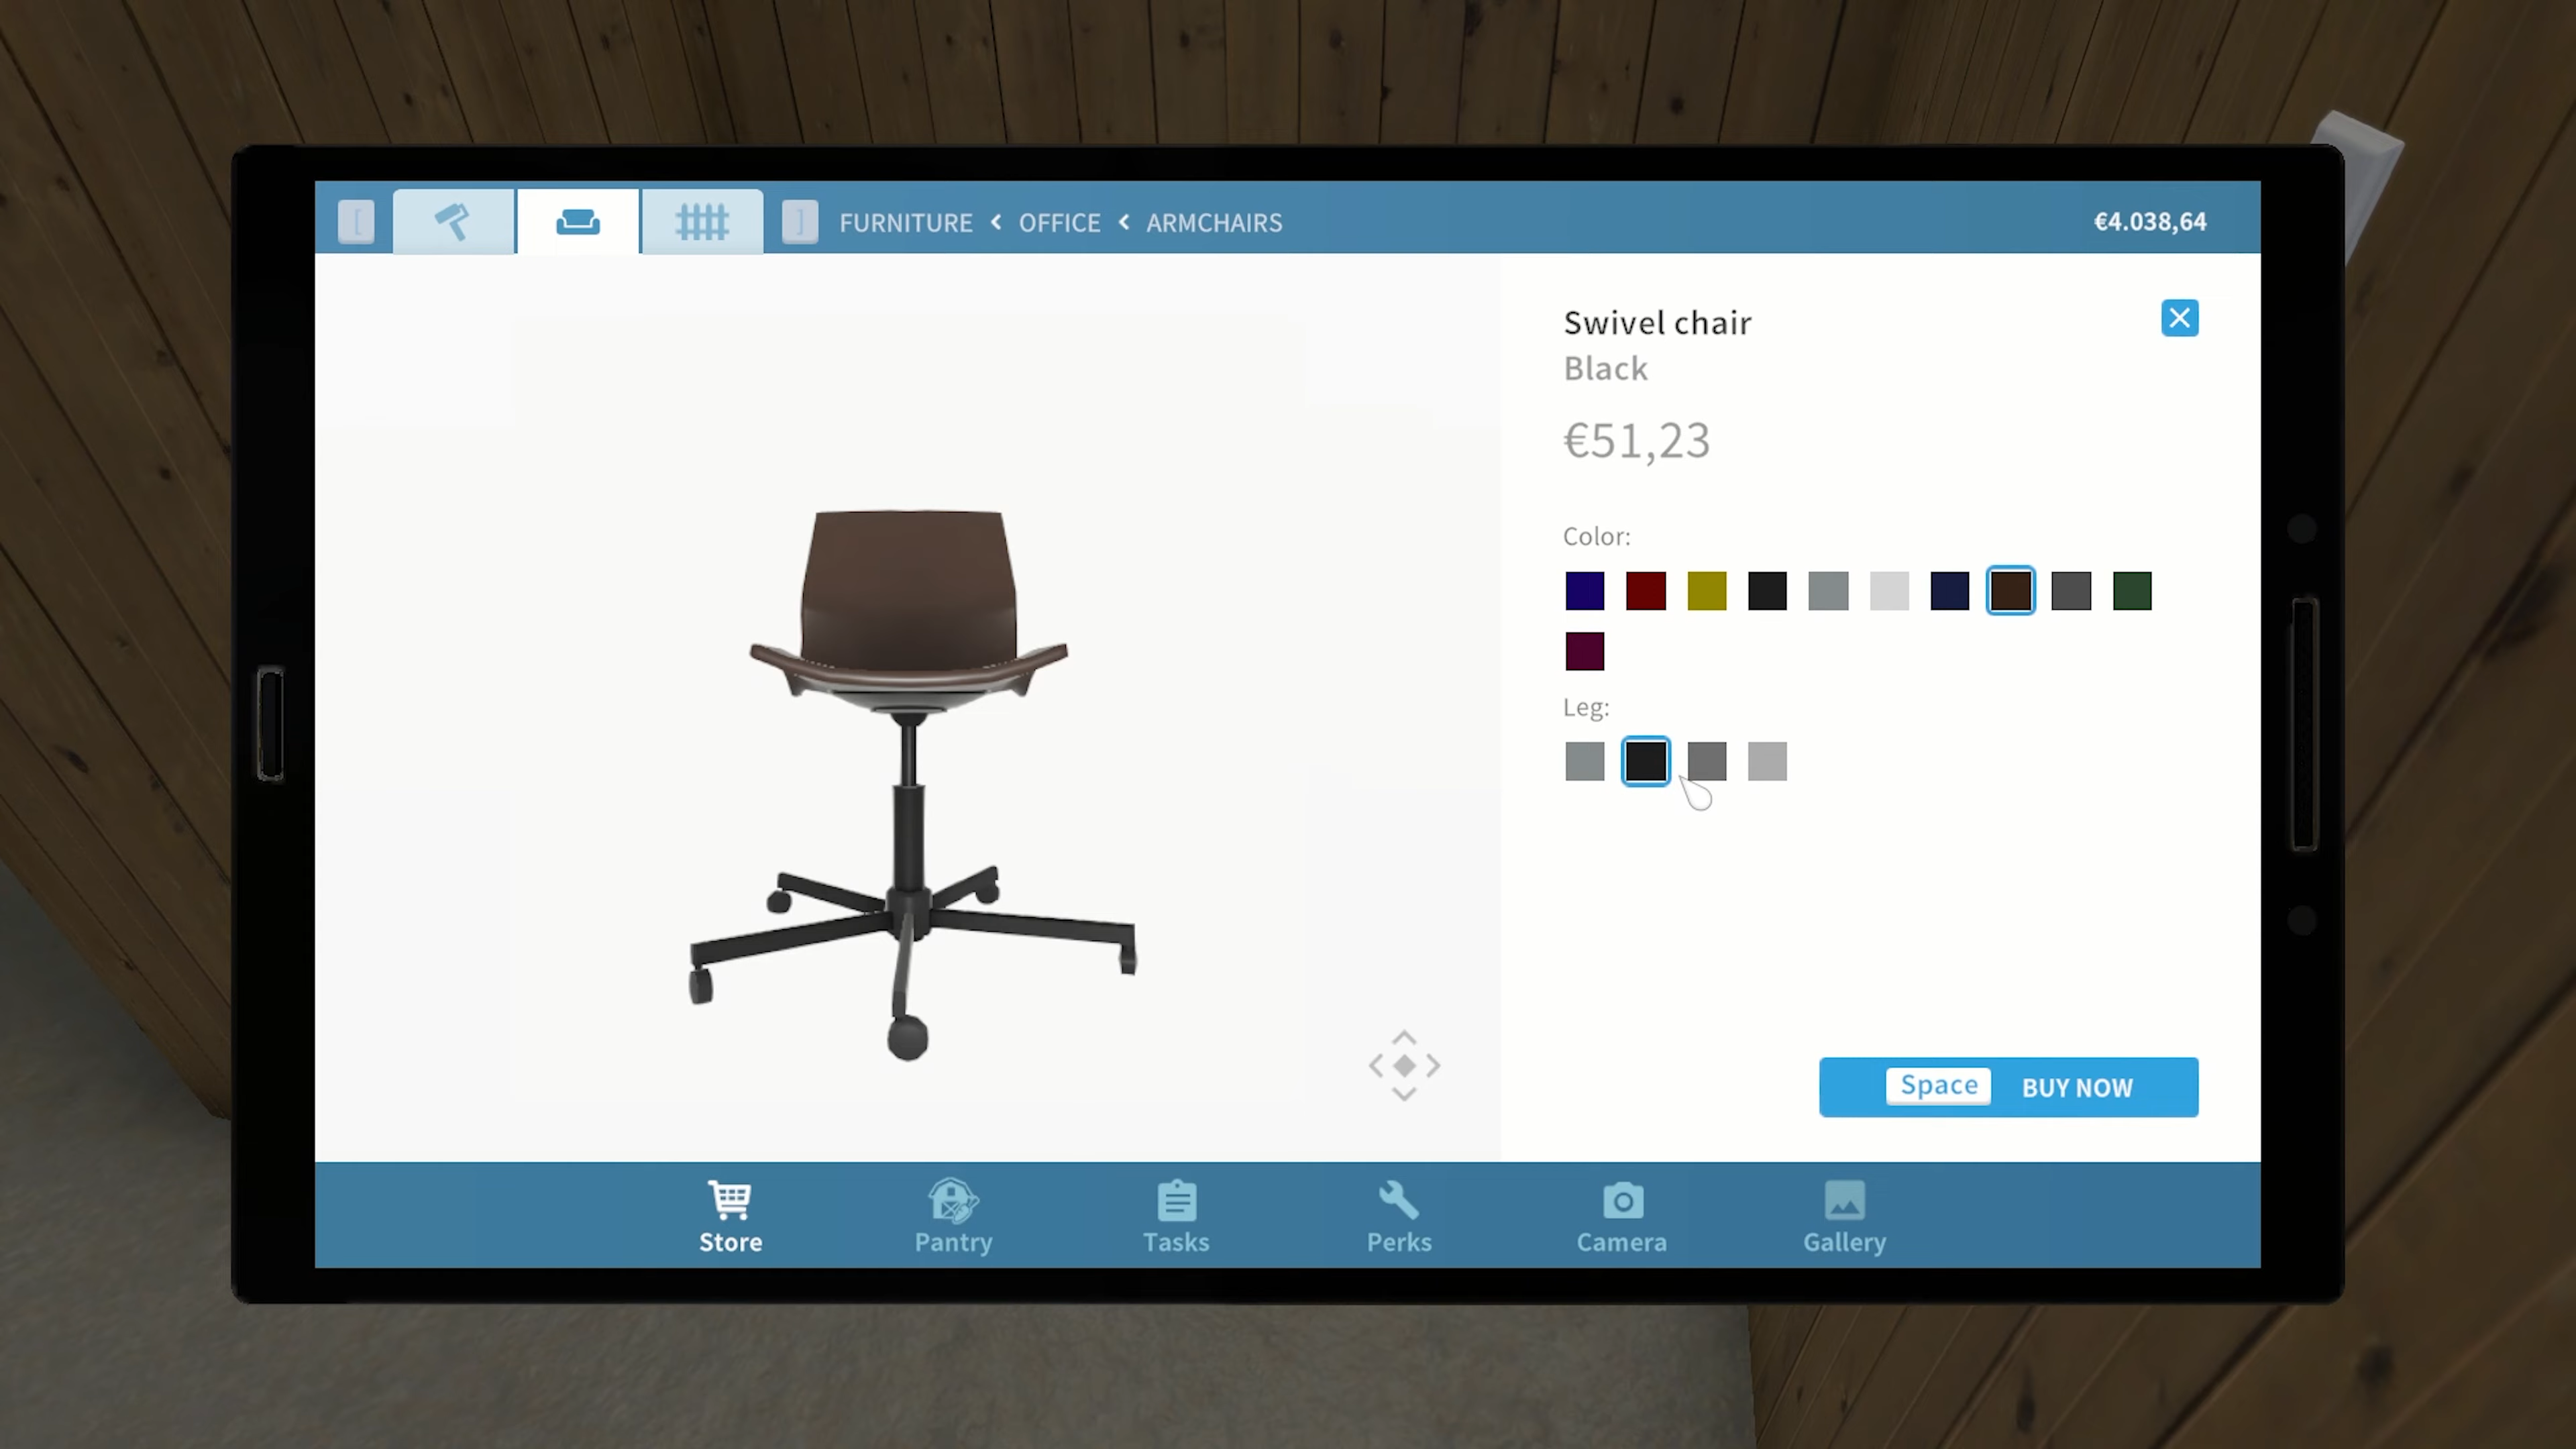 [ ] FURNITURE < OFFICE < ARMCHAIRS €4.038,64
Swivel chair
Black
€51,23
Color:
Leg:
Space BUY NOW
Store Pantry Tasks Perks Camera Gallery